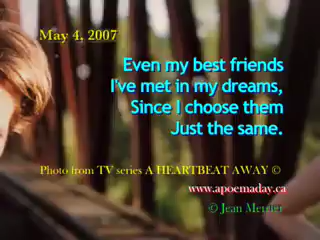 May 4, 2007
Even my best friends
I've met in my dreams,
Since I choose them
Just the same.
Photo from TV series A HEARTBEAT AWAY ©
www.apoemaday.ca
© Jean Mercier